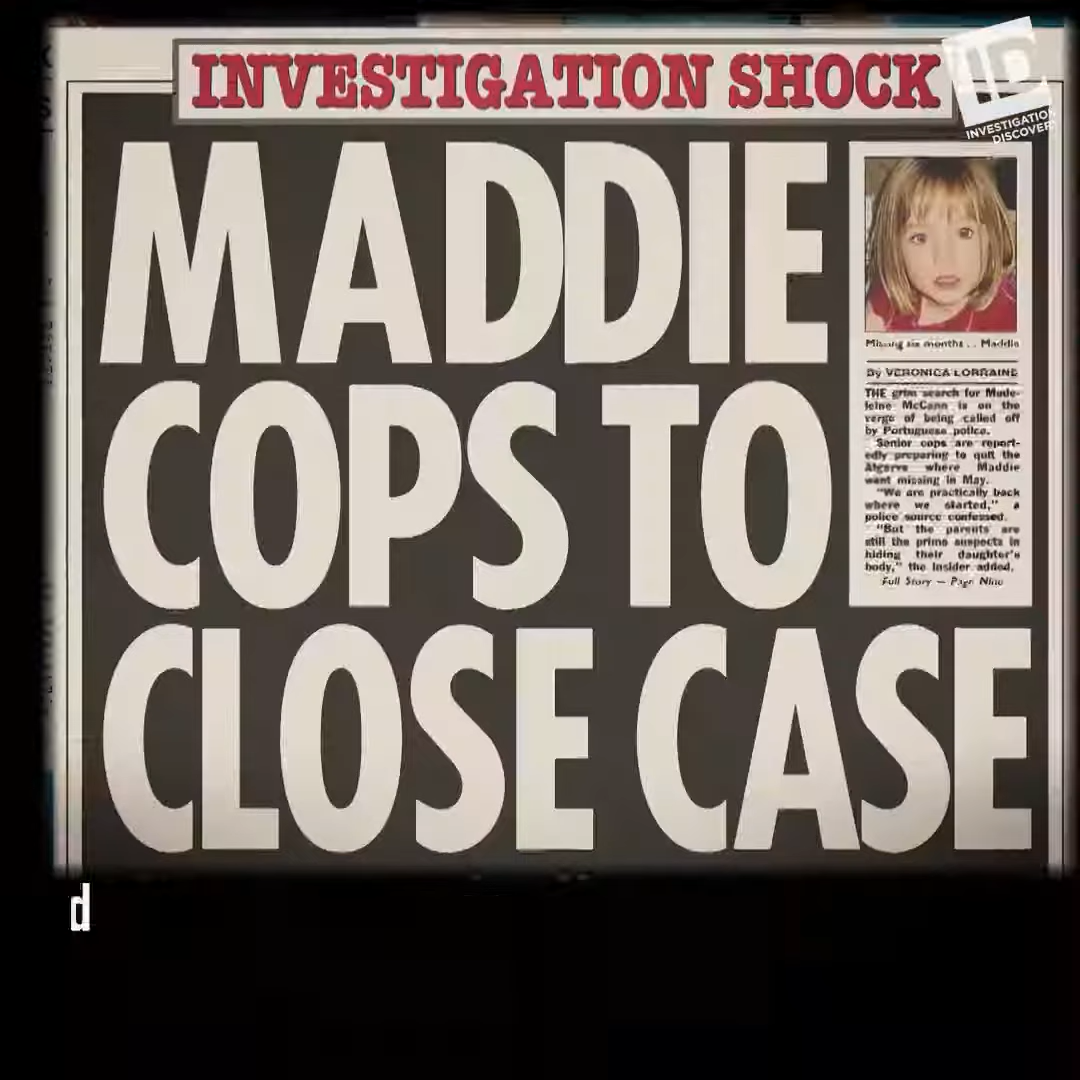 INVESTIGATION SHOCK
ID
INVESTIGATION
DISCOVERY
MADDIE
COPS TO
CLOSE CASE
Missing six months . . Maddie
By VERONICA LORRAINE
THE grim search for Made-
leine McCann is on the
verge of being called off
by Portuguese police.
Senior cops are report-
edly preparing to quit the
Algarve where Maddie
went missing in May.
"We are practically back
where we started," a
police source confessed.
"But the parents are
still the prime suspects in
hiding their daughter's
body," the insider added.
Full Story — Page Nine
d